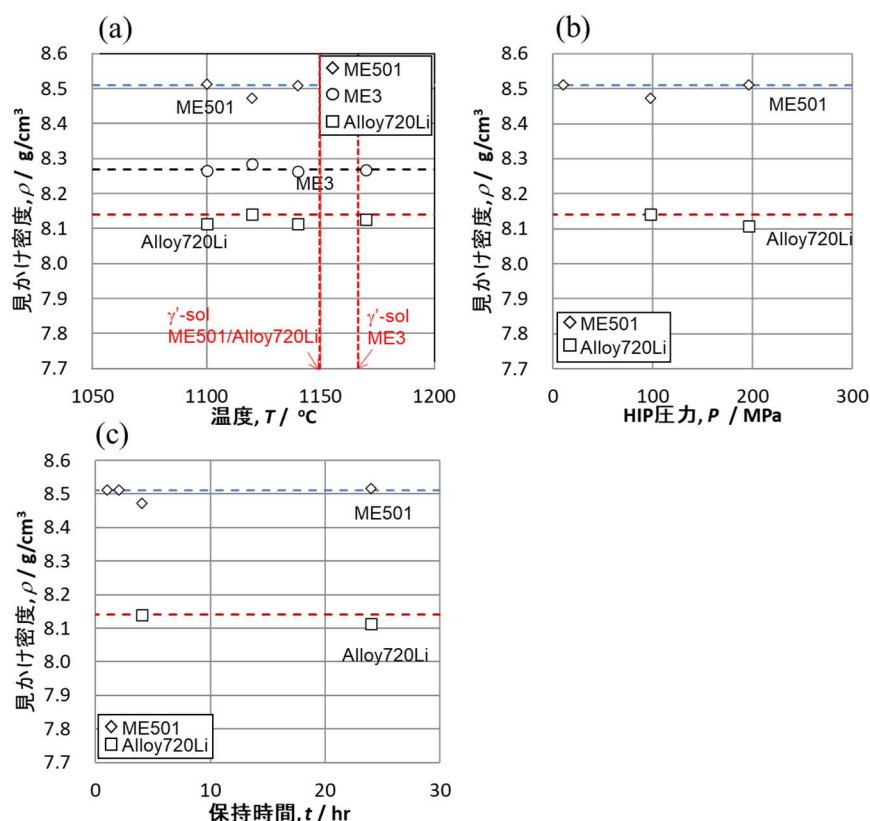 (a)
8.6
8.5
8.4
8.3
8.2
8.1
8.0
7.9
7.8
7.7
見かけ密度, ρ / g/cm³
ME501
ME3
Alloy720Li
ME501
ME3
Alloy720Li
γ'-sol
ME501/Alloy720Li
γ'-sol
ME3
1050 1100 1150 1200
温度, T / °C
(b)
8.6
8.5
8.4
8.3
8.2
8.1
8.0
7.9
7.8
7.7
見かけ密度, ρ / g/cm³
ME501
Alloy720Li
ME501
Alloy720Li
0 100 200 300
HIP圧力, P / MPa
(c)
8.6
8.5
8.4
8.3
8.2
8.1
8.0
7.9
7.8
7.7
見かけ密度, ρ / g/cm³
ME501
Alloy720Li
ME501
Alloy720Li
0 10 20 30
保持時間, t / hr